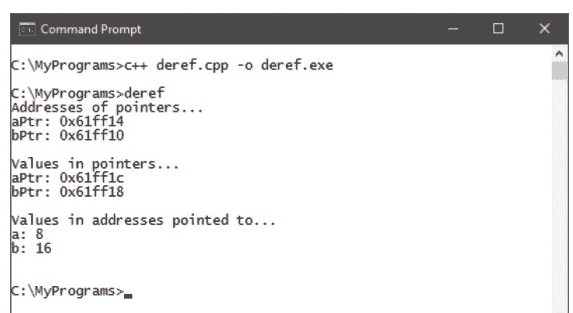 Command Prompt
C:\MyPrograms>c++ deref.cpp -o deref.exe
C:\MyPrograms>deref
Addresses of pointers...
aPtr: 0x61ff14
bPtr: 0x61ff10
Values in pointers...
aPtr: 0x61ff1c
bPtr: 0x61ff18
Values in addresses pointed to...
a: 8
b: 16
C:\MyPrograms>